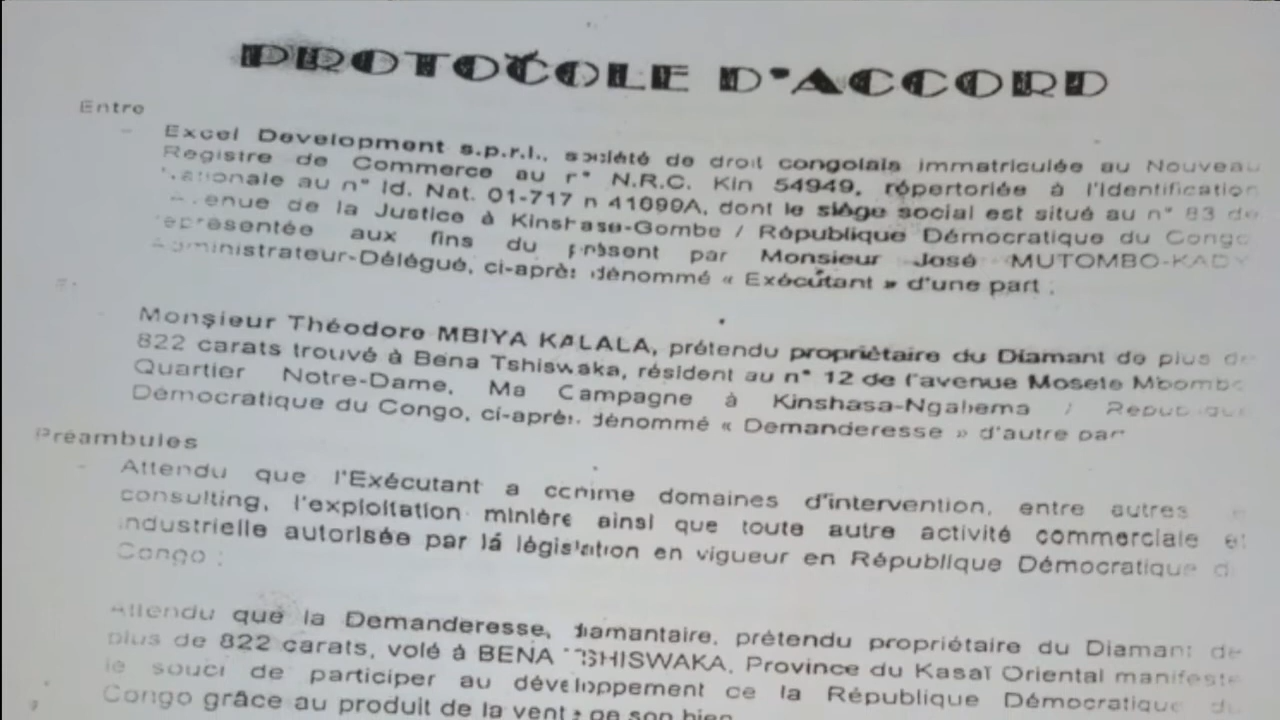 PROTOCOLE D'ACCORD
Entre
- Excel Development s.p.r.l., société de droit congolais immatriculée au Nouveau
Registre de Commerce au n° N.R.C. Kin 54949, répertoriée à l'Identification
Nationale au n° Id. Nat. 01-717 n 41099A, dont le siège social est situé au n° 83 de
Avenue de la Justice à Kinshasa-Gombe / République Démocratique du Congo
représentée aux fins du présent par Monsieur José MUTOMBO-KADY
Administrateur-Délégué, ci-après dénommé « Exécutant » d'une part ;
Monsieur Théodore MBIYA KALALA, prétendu propriètaire du Diamant de plus de
822 carats trouvé à Bena Tshiswaka, résident au n° 12 de l'avenue Mosele Mbombo
Quartier Notre-Dame, Ma Campagne à Kinshasa-Ngaliema / République
Démocratique du Congo, ci-après dénommé « Demanderesse » d'autre part
Préambules
- Attendu que l'Exécutant a comme domaines d'intervention, entre autres
consulting, l'exploitation minière ainsi que toute autre activité commerciale et
industrielle autorisée par la législation en vigueur en République Démocratique du
Congo ;
Attendu que la Demanderesse, diamantaire, prétendu propriétaire du Diamant de
plus de 822 carats, volé à BENA TSHISWAKA, Province du Kasaï Oriental manifeste
le souci de participer au développement de la République Démocratique du
Congo grâce au produit de la vente de son bien